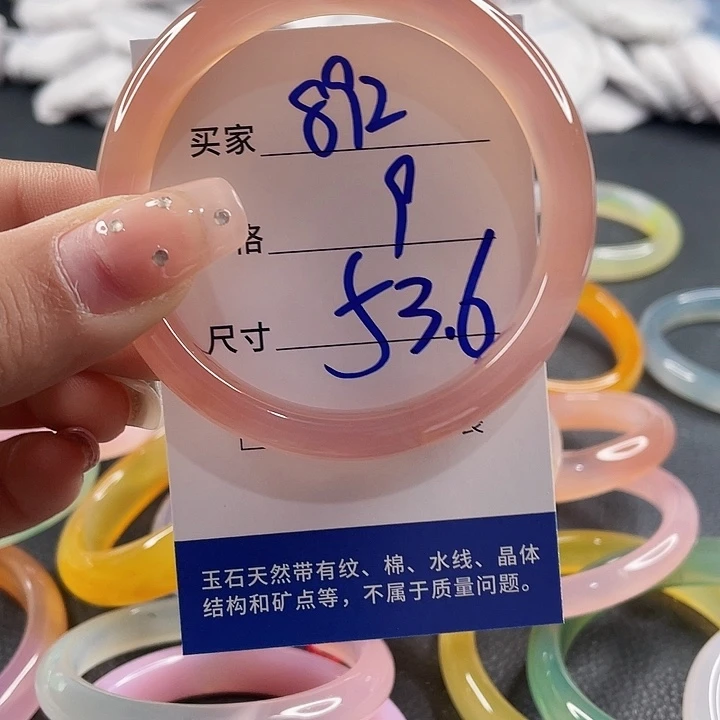 买家 892
格 9
尺寸 53.6
玉石天然带有纹、棉、水线、晶体
结构和矿点等，不属于质量问题。